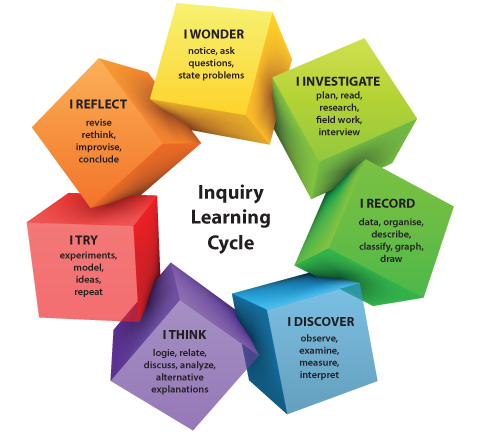 I WONDER
notice, ask
questions,
state problems
I INVESTIGATE
plan, read,
research,
field work,
interview
I RECORD
data, organise,
describe,
classify, graph,
draw
I DISCOVER
observe,
examine,
measure,
interpret
I THINK
logie, relate,
discuss, analyze,
alternative
explanations
I TRY
experiments,
model,
ideas,
repeat
I REFLECT
revise
rethink,
improvise,
conclude
Inquiry
Learning
Cycle